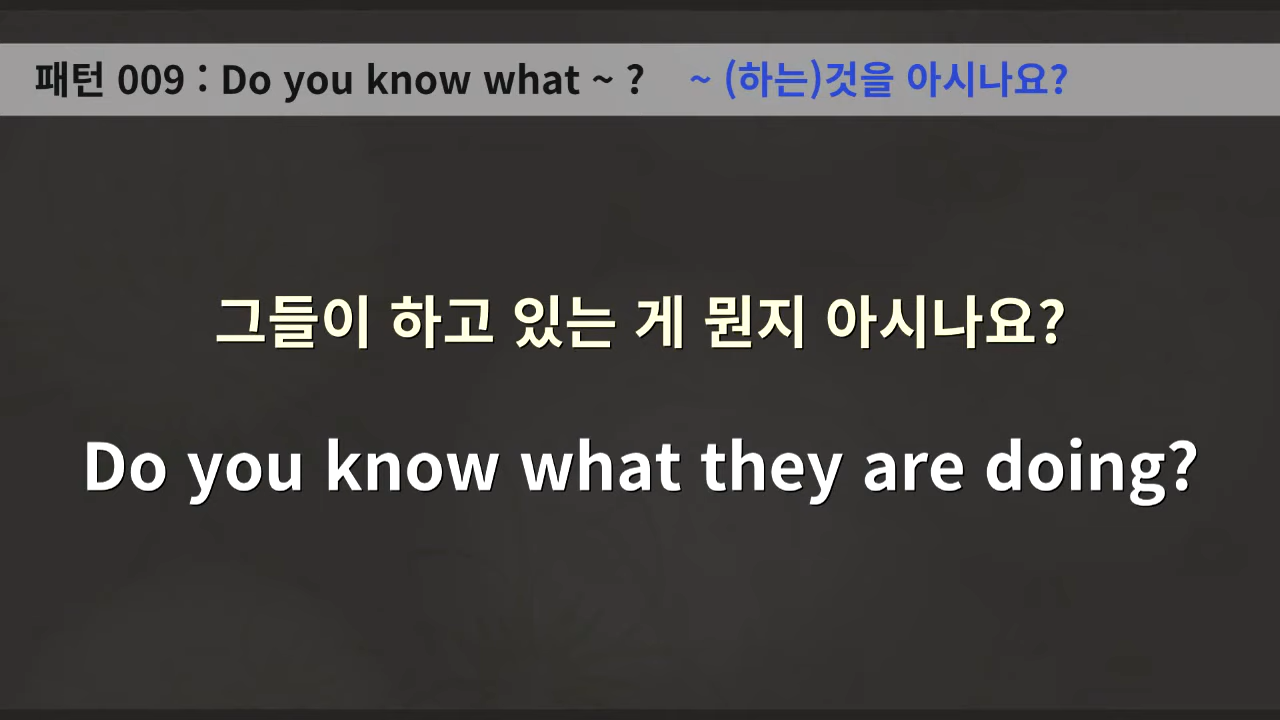 패턴 009 : Do you know what ~ ? ~ (하는)것을 아시나요?
그들이 하고 있는 게 뭔지 아시나요?
Do you know what they are doing?